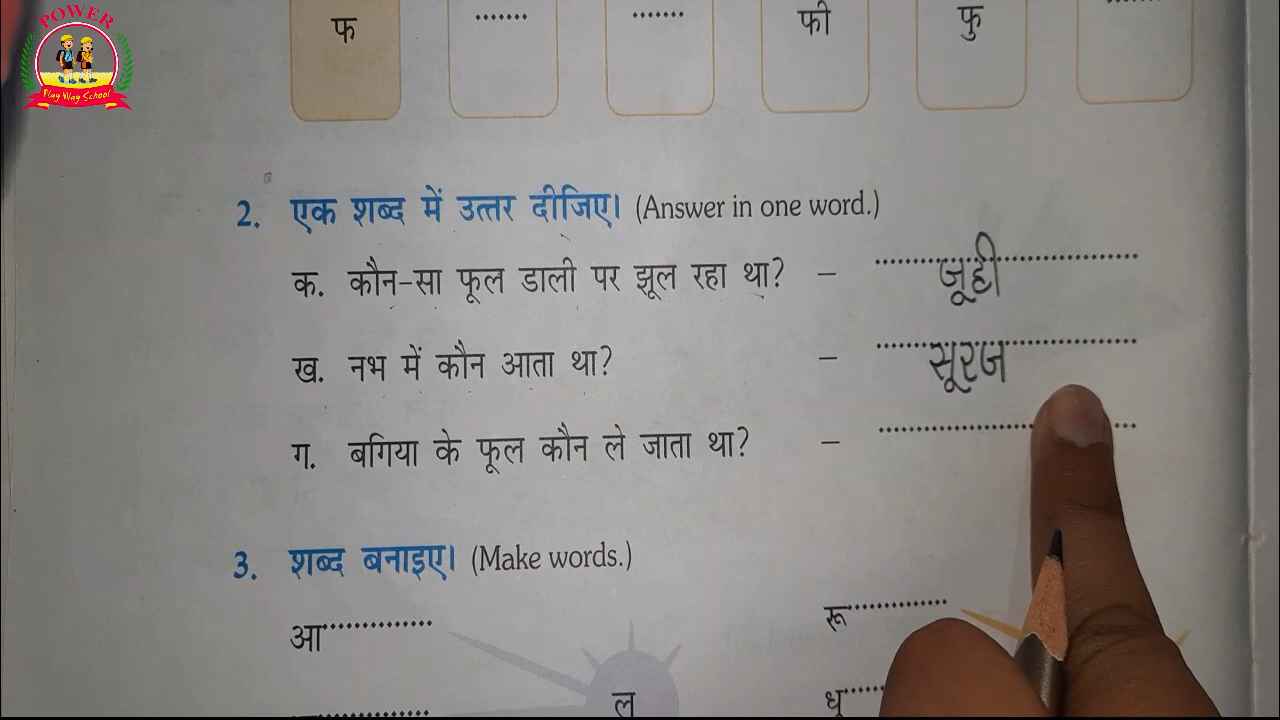 POWER
Play Way School
फ ........ ........ फी फु ........
2. एक शब्द में उत्तर दीजिए। (Answer in one word.)
क. कौन-सा फूल डाली पर झूल रहा था? – जूही
ख. नभ में कौन आता था? – सूरज
ग. बगिया के फूल कौन ले जाता था? –
3. शब्द बनाइए। (Make words.)
आ............. रू.............
ल धू......